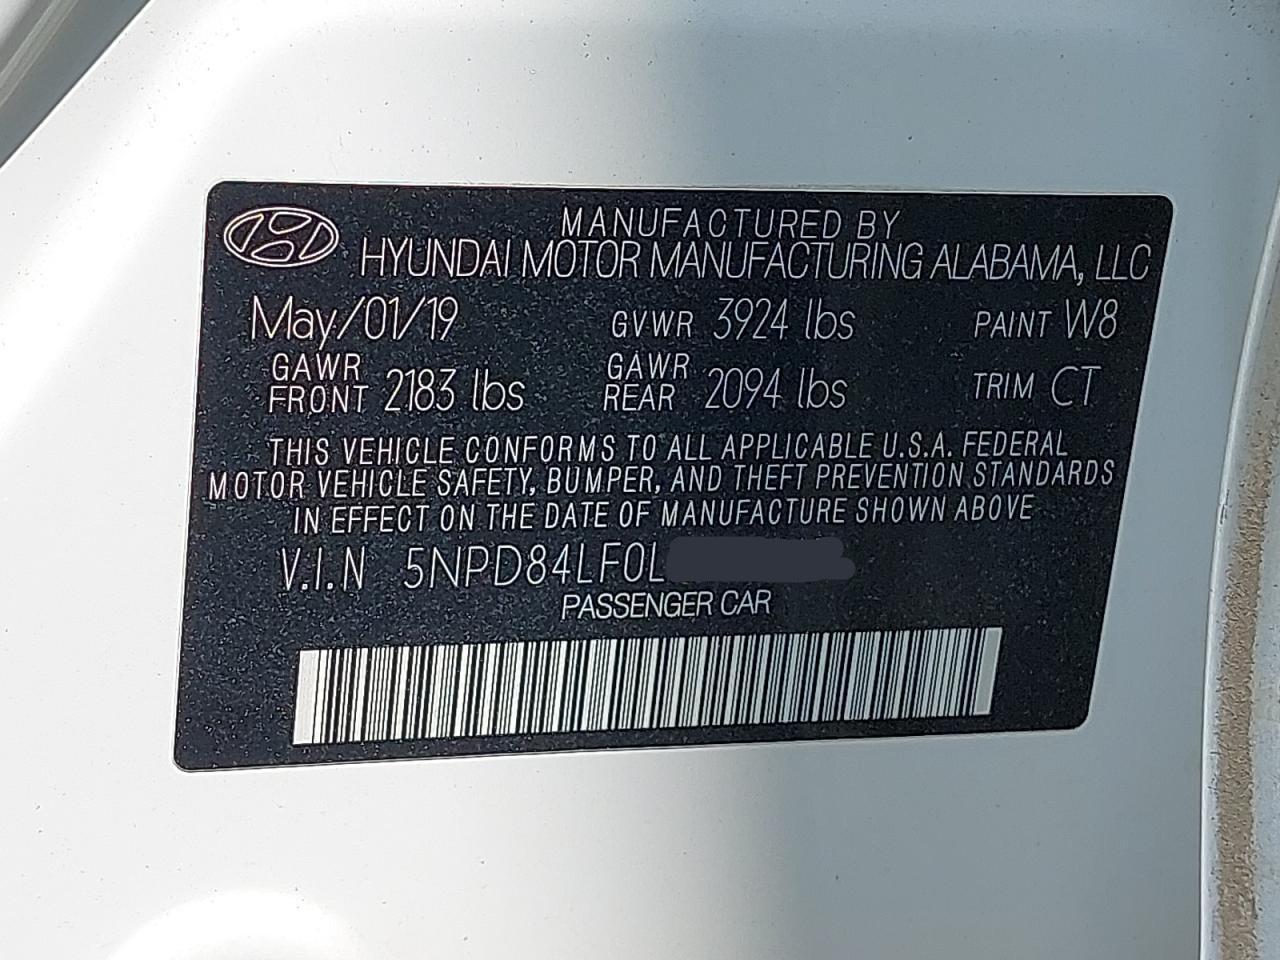 MANUFACTURED BY
HYUNDAI MOTOR MANUFACTURING ALABAMA, LLC
May/01/19 GVWR 3924 lbs PAINT W8
GAWR FRONT 2183 lbs GAWR REAR 2094 lbs TRIM CT
THIS VEHICLE CONFORMS TO ALL APPLICABLE U.S.A. FEDERAL
MOTOR VEHICLE SAFETY, BUMPER, AND THEFT PREVENTION STANDARDS
IN EFFECT ON THE DATE OF MANUFACTURE SHOWN ABOVE
V.I.N 5NPD84LF0L
PASSENGER CAR